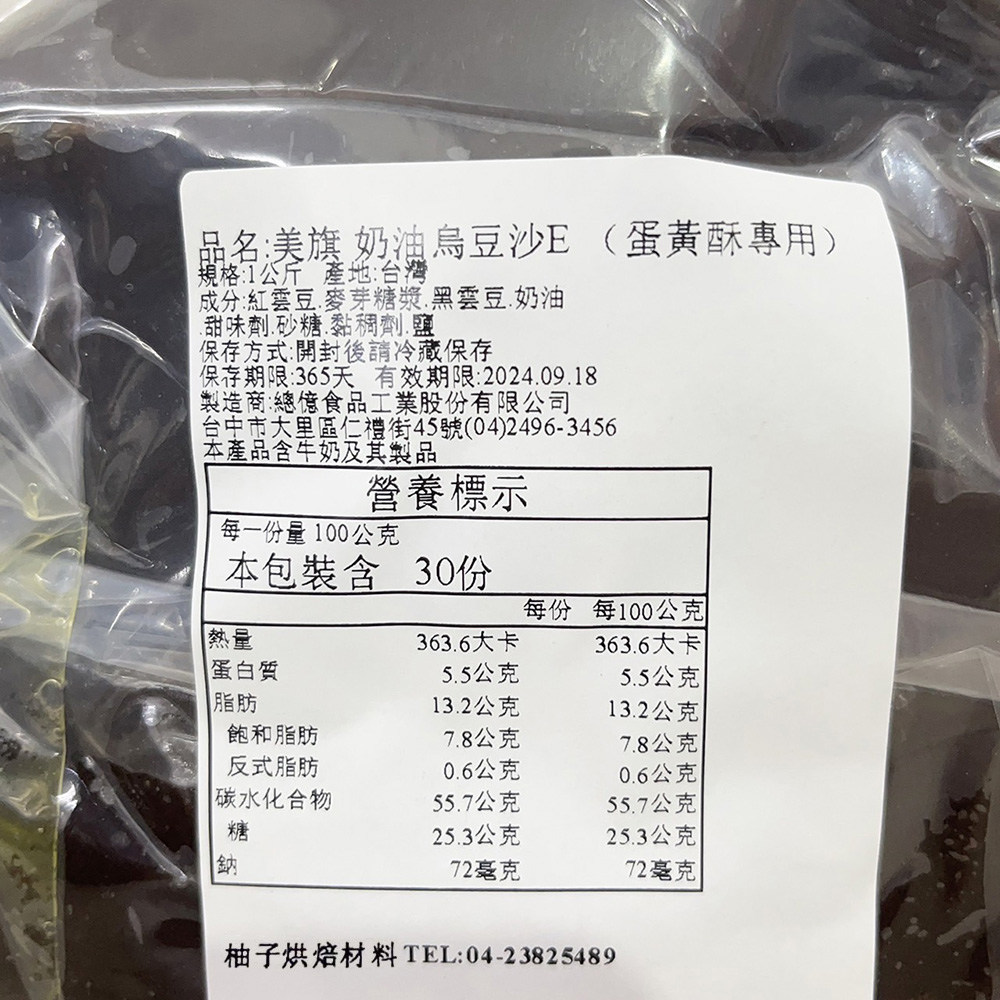 品名:美旗 奶油烏豆沙E （蛋黃酥專用）
規格:1公斤 產地:台灣
成分:紅雲豆.麥芽糖漿.黑雲豆.奶油
.甜味劑.砂糖.黏稠劑.鹽
保存方式:開封後請冷藏保存
保存期限:365天 有效期限:2024.09.18
製造商:總億食品工業股份有限公司
台中市大里區仁禮街45號(04)2496-3456
本產品含牛奶及其製品
營養標示
每一份量 100公克
本包裝含 30份
每份 每100公克
熱量 363.6大卡 363.6大卡
蛋白質 5.5公克 5.5公克
脂肪 13.2公克 13.2公克
飽和脂肪 7.8公克 7.8公克
反式脂肪 0.6公克 0.6公克
碳水化合物 55.7公克 55.7公克
糖 25.3公克 25.3公克
鈉 72毫克 72毫克
柚子烘焙材料 TEL:04-23825489